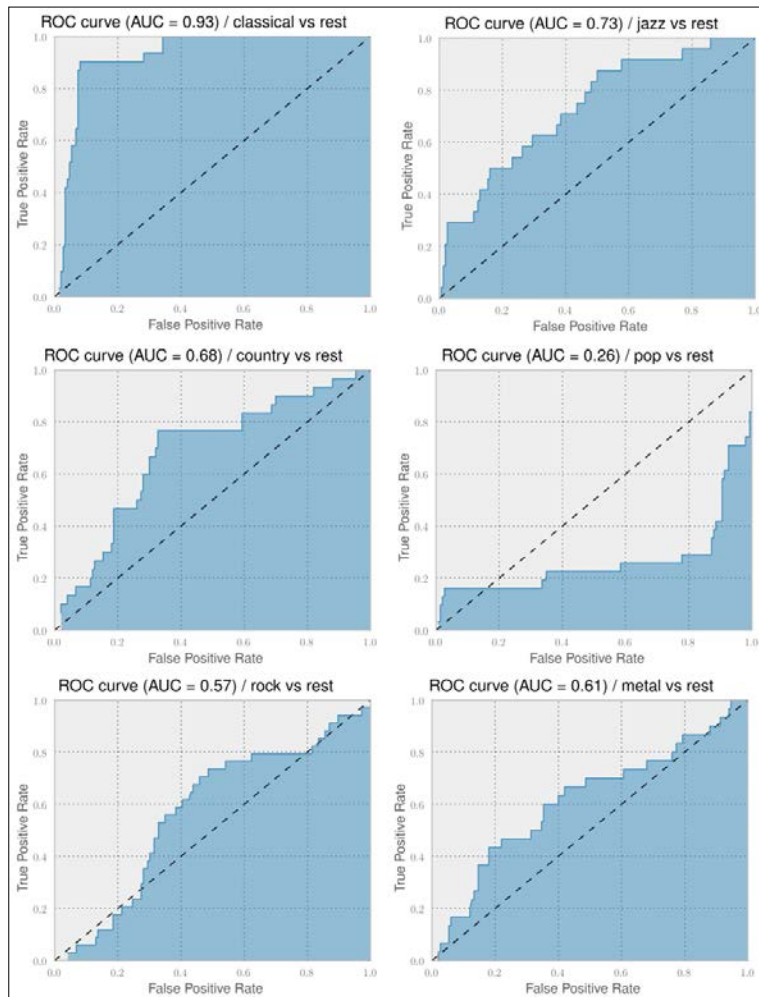 ROC curve (AUC = 0.93) / classical vs rest
1.0
0.8
0.6
0.4
0.2
0.0
True Positive Rate
0.0 0.2 0.4 0.6 0.8 1.0
False Positive Rate
ROC curve (AUC = 0.73) / jazz vs rest
1.0
0.8
0.6
0.4
0.2
0.0
True Positive Rate
0.0 0.2 0.4 0.6 0.8 1.0
False Positive Rate
ROC curve (AUC = 0.68) / country vs rest
1.0
0.8
0.6
0.4
0.2
0.0
True Positive Rate
0.0 0.2 0.4 0.6 0.8 1.0
False Positive Rate
ROC curve (AUC = 0.26) / pop vs rest
1.0
0.8
0.6
0.4
0.2
0.0
True Positive Rate
0.0 0.2 0.4 0.6 0.8 1.0
False Positive Rate
ROC curve (AUC = 0.57) / rock vs rest
1.0
0.8
0.6
0.4
0.2
0.0
True Positive Rate
0.0 0.2 0.4 0.6 0.8 1.0
False Positive Rate
ROC curve (AUC = 0.61) / metal vs rest
1.0
0.8
0.6
0.4
0.2
0.0
True Positive Rate
0.0 0.2 0.4 0.6 0.8 1.0
False Positive Rate